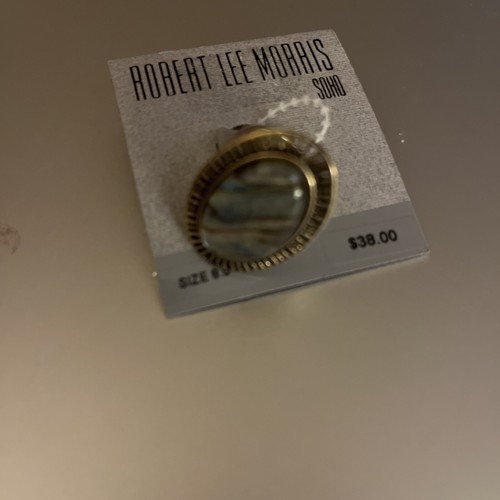 ROBERT LEE MORRIS
SOHO
$38.00
SIZE